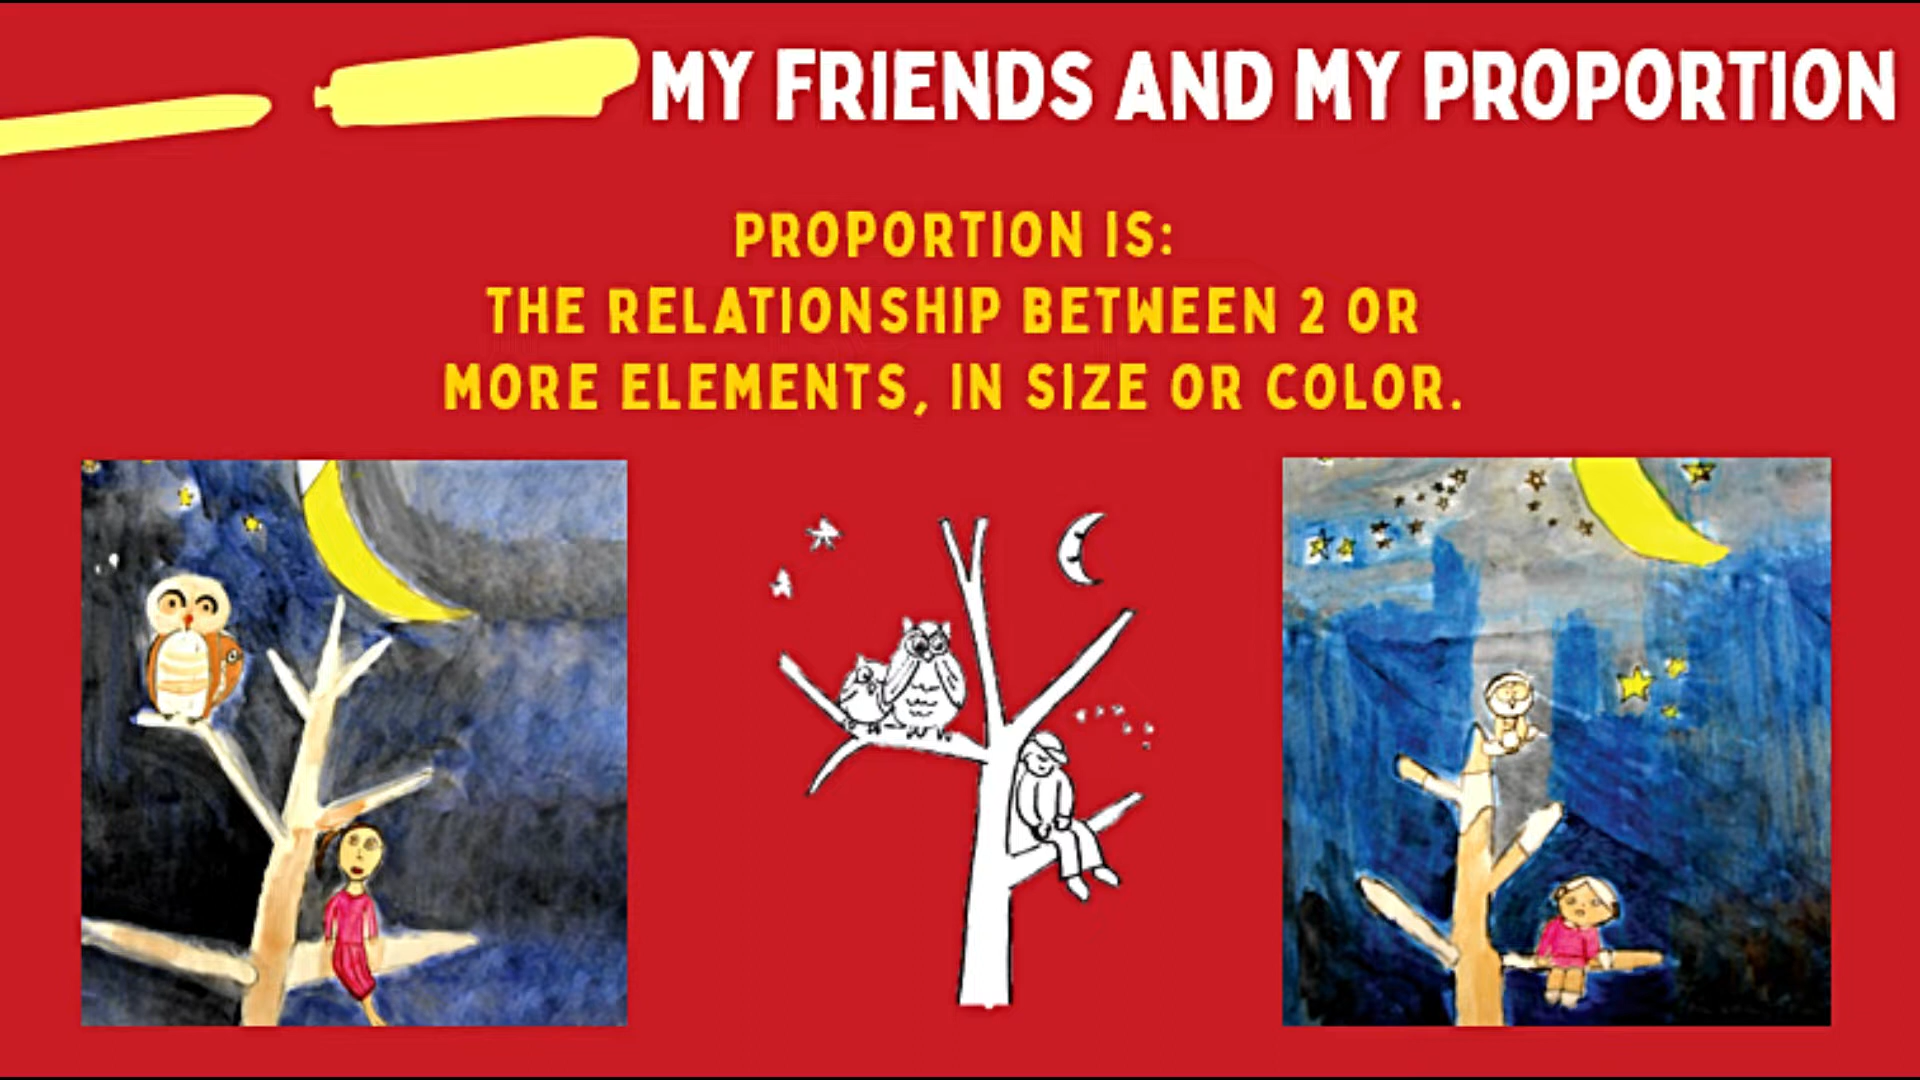 MY FRIENDS AND MY PROPORTION
PROPORTION IS:
THE RELATIONSHIP BETWEEN 2 OR
MORE ELEMENTS, IN SIZE OR COLOR.